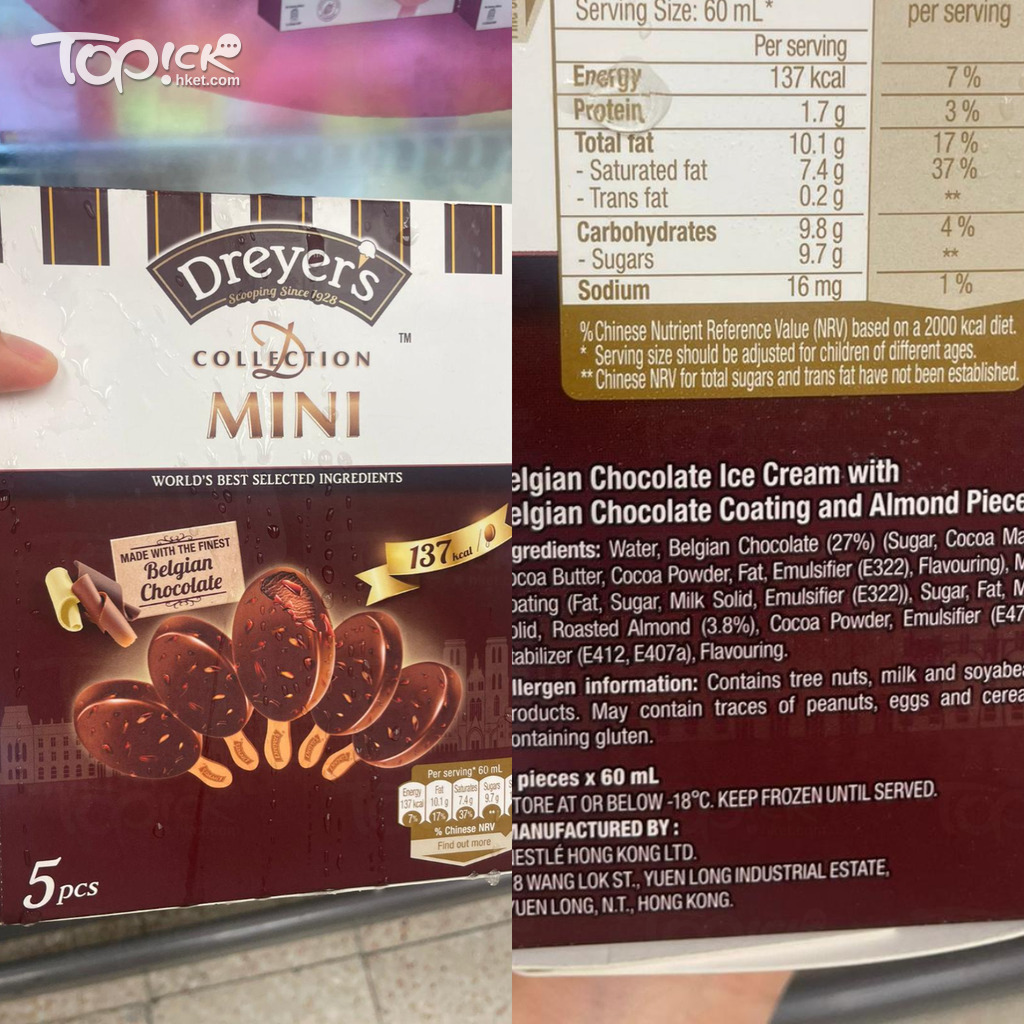 TOPick
hket.com
Dreyer's
Scooping Since 1928
D
COLLECTION
TM
MINI
WORLD'S BEST SELECTED INGREDIENTS
MADE WITH THE FINEST
Belgian
Chocolate
137 kcal /
Per serving* 60 mL
Energy Fat Saturates Sugars
137 kcal 10.1g 7.4g 9.7g
7% 17% 37% **
% Chinese NRV
Find out more
5 pcs
Serving Size: 60 mL* per serving
Per serving
Energy 137 kcal 7%
Protein 1.7 g 3%
Total fat 10.1 g 17%
- Saturated fat 7.4 g 37%
- Trans fat 0.2 g **
Carbohydrates 9.8 g 4%
- Sugars 9.7 g **
Sodium 16 mg 1%
% Chinese Nutrient Reference Value (NRV) based on a 2000 kcal diet.
* Serving size should be adjusted for children of different ages.
** Chinese NRV for total sugars and trans fat have not been established.
elgian Chocolate Ice Cream with
elgian Chocolate Coating and Almond Piece
gredients: Water, Belgian Chocolate (27%) (Sugar, Cocoa Ma
ocoa Butter, Cocoa Powder, Fat, Emulsifier (E322), Flavouring), M
oating (Fat, Sugar, Milk Solid, Emulsifier (E322)), Sugar, Fat, M
olid, Roasted Almond (3.8%), Cocoa Powder, Emulsifier (E47
tabilizer (E412, E407a), Flavouring.
llergen information: Contains tree nuts, milk and soyabea
roducts. May contain traces of peanuts, eggs and cerea
ontaining gluten.
pieces x 60 mL
TORE AT OR BELOW -18°C. KEEP FROZEN UNTIL SERVED.
MANUFACTURED BY :
NESTLÉ HONG KONG LTD.
8 WANG LOK ST., YUEN LONG INDUSTRIAL ESTATE,
YUEN LONG, N.T., HONG KONG.